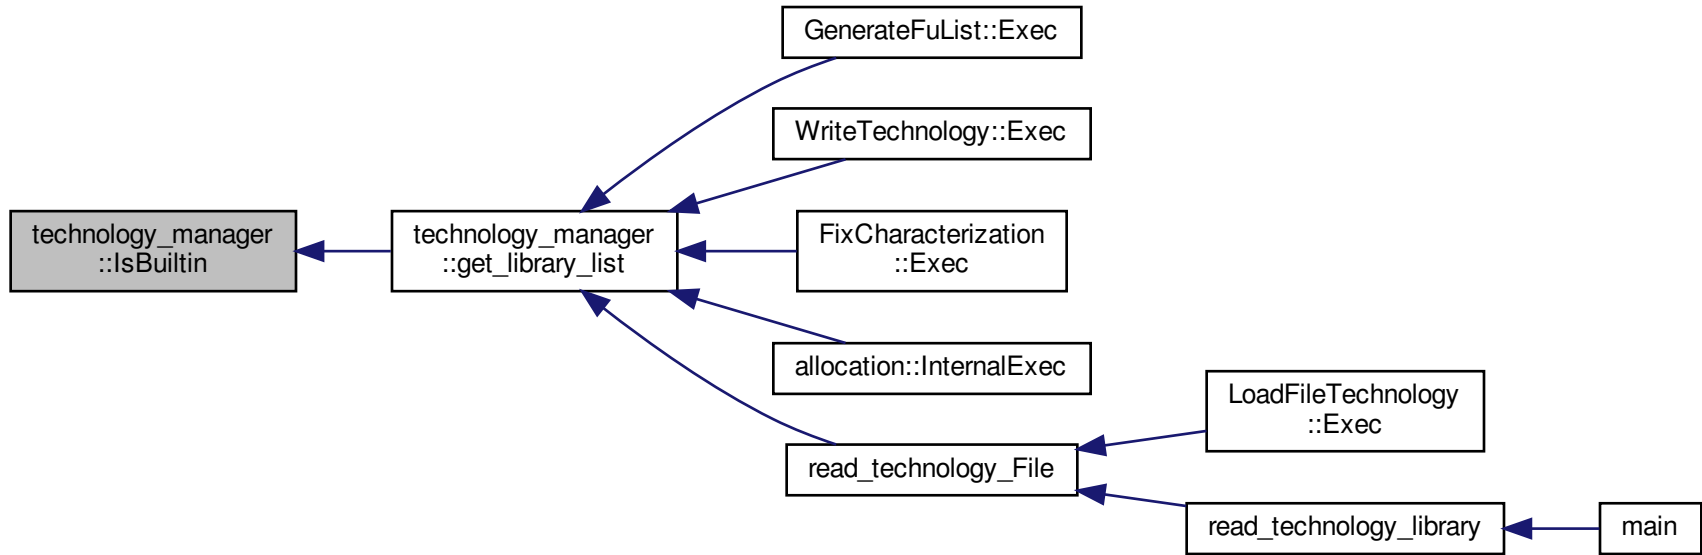 GenerateFuList::Exec
WriteTechnology::Exec
technology_manager
::IsBuiltin
technology_manager
::get_library_list
FixCharacterization
::Exec
allocation::InternalExec
LoadFileTechnology
::Exec
read_technology_File
read_technology_library
main